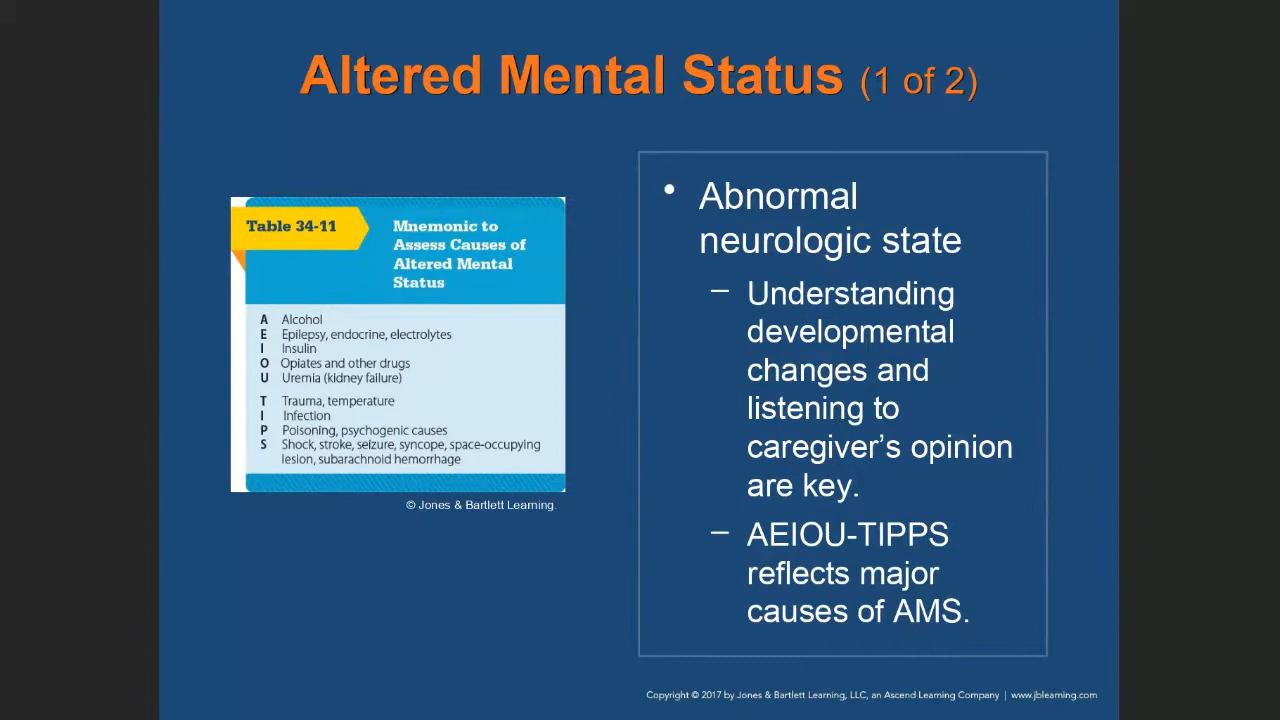 Altered Mental Status (1 of 2)
Table 34-11
Mnemonic to
Assess Causes of
Altered Mental
Status
A Alcohol
E Epilepsy, endocrine, electrolytes
I Insulin
O Opiates and other drugs
U Uremia (kidney failure)
T Trauma, temperature
I Infection
P Poisoning, psychogenic causes
S Shock, stroke, seizure, syncope, space-occupying
lesion, subarachnoid hemorrhage
© Jones & Bartlett Learning.
• Abnormal
neurologic state
– Understanding
developmental
changes and
listening to
caregiver’s opinion
are key.
– AEIOU-TIPPS
reflects major
causes of AMS.
Copyright © 2017 by Jones & Bartlett Learning, LLC, an Ascend Learning Company | www.jblearning.com